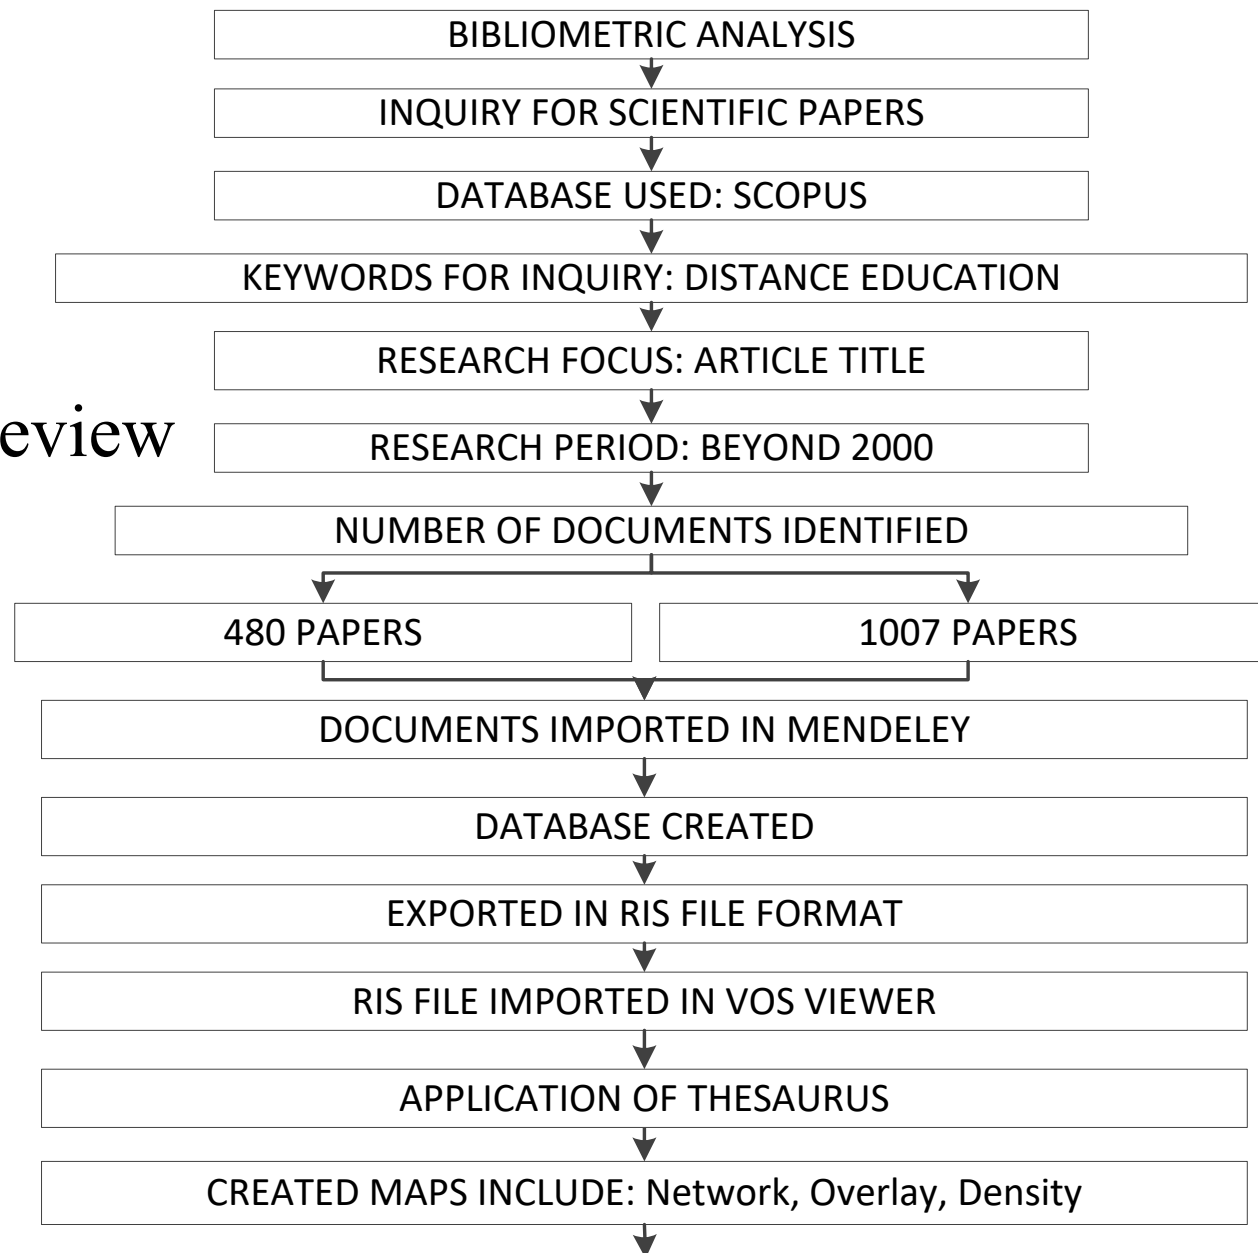 BIBLIOMETRIC ANALYSIS
INQUIRY FOR SCIENTIFIC PAPERS
DATABASE USED: SCOPUS
KEYWORDS FOR INQUIRY: DISTANCE EDUCATION
RESEARCH FOCUS: ARTICLE TITLE
eview
RESEARCH PERIOD: BEYOND 2000
NUMBER OF DOCUMENTS IDENTIFIED
480 PAPERS
1007 PAPERS
DOCUMENTS IMPORTED IN MENDELEY
DATABASE CREATED
EXPORTED IN RIS FILE FORMAT
RIS FILE IMPORTED IN VOS VIEWER
APPLICATION OF THESAURUS
CREATED MAPS INCLUDE: Network, Overlay, Density